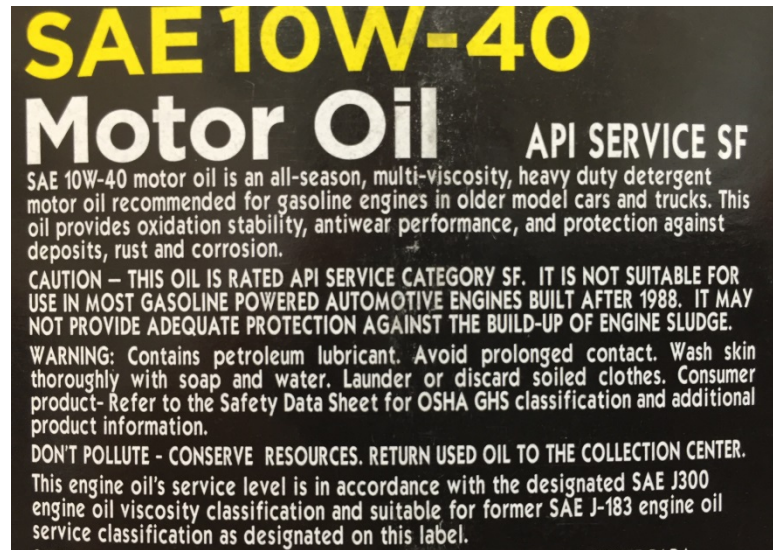 SAE 10W-40
Motor Oil API SERVICE SF
SAE 10W-40 motor oil is an all-season, multi-viscosity, heavy duty detergent
motor oil recommended for gasoline engines in older model cars and trucks. This
oil provides oxidation stability, antiwear performance, and protection against
deposits, rust and corrosion.
CAUTION – THIS OIL IS RATED API SERVICE CATEGORY SF. IT IS NOT SUITABLE FOR
USE IN MOST GASOLINE POWERED AUTOMOTIVE ENGINES BUILT AFTER 1988. IT MAY
NOT PROVIDE ADEQUATE PROTECTION AGAINST THE BUILD-UP OF ENGINE SLUDGE.
WARNING: Contains petroleum lubricant. Avoid prolonged contact. Wash skin
thoroughly with soap and water. Launder or discard soiled clothes. Consumer
product- Refer to the Safety Data Sheet for OSHA GHS classification and additional
product information.
DON'T POLLUTE - CONSERVE RESOURCES. RETURN USED OIL TO THE COLLECTION CENTER.
This engine oil's service level is in accordance with the designated SAE J300
engine oil viscosity classification and suitable for former SAE J-183 engine oil
service classification as designated on this label.